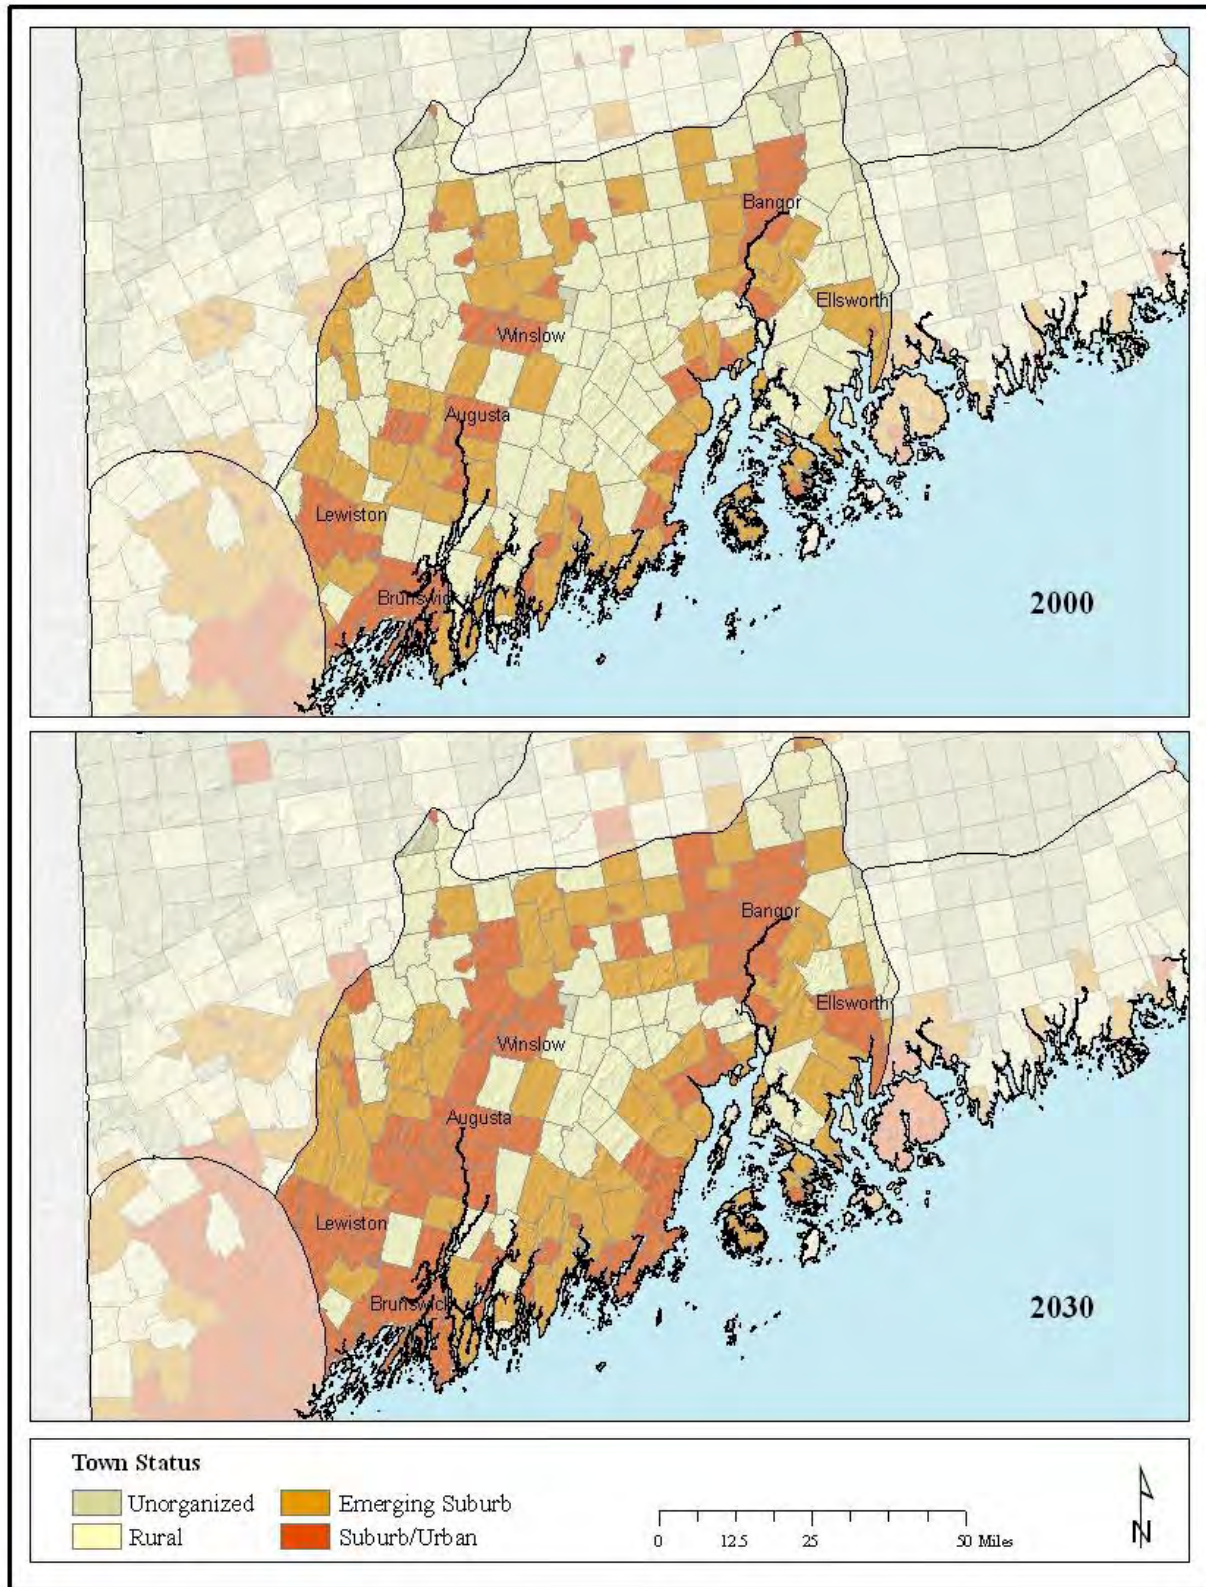 Bangor
Ellsworth
Winslow
Augusta
Lewiston
Brunswick
2000
Bangor
Ellsworth
Winslow
Augusta
Lewiston
Brunswick
2030
Town Status
Unorganized
Emerging Suburb
Rural
Suburb/Urban
0 12.5 25 50 Miles
N